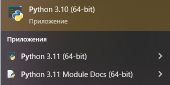 Python 3.10 (64-bit)
Приложение
Приложения
Python 3.11 (64-bit)
Python 3.11 Module Docs (64-bit)